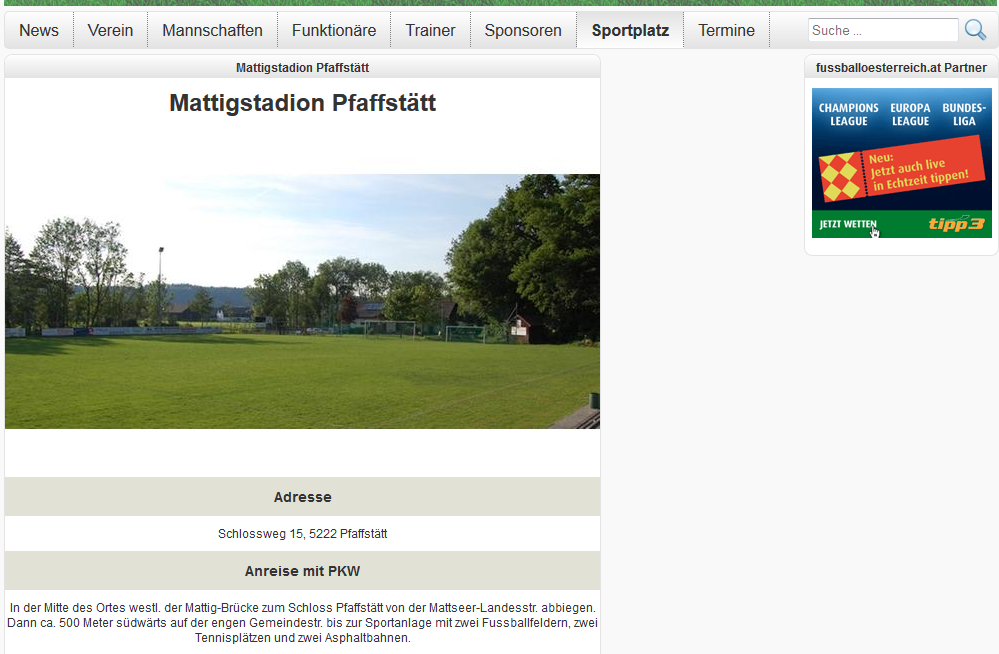 News Verein Mannschaften Funktionäre Trainer Sponsoren Sportplatz Termine Suche ...
Mattigstadion Pfaffstätt
Mattigstadion Pfaffstätt
Adresse
Schlossweg 15, 5222 Pfaffstätt
Anreise mit PKW
In der Mitte des Ortes westl. der Mattig-Brücke zum Schloss Pfaffstätt von der Mattseer-Landesstr. abbiegen.
Dann ca. 500 Meter südwärts auf der engen Gemeindestr. bis zur Sportanlage mit zwei Fussballfeldern, zwei
Tennisplätzen und zwei Asphaltbahnen.
fussballoesterreich.at Partner
CHAMPIONS LEAGUE
EUROPA LEAGUE
BUNDES-LIGA
Neu:
Jetzt auch live
in Echtzeit tippen!
JETZT WETTEN
tipp3